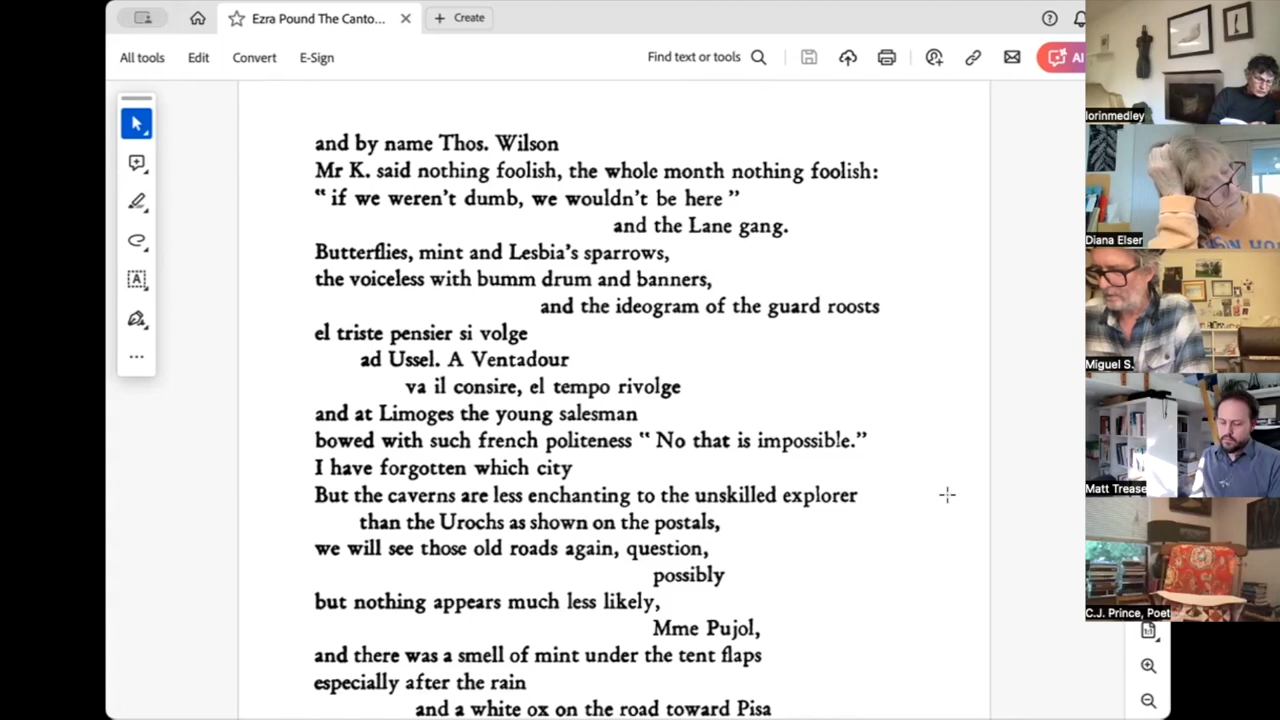 Ezra Pound The Canto...
Create
All tools
Edit
Convert
E-Sign
Find text or tools
AI
and by name Thos. Wilson
Mr K. said nothing foolish, the whole month nothing foolish:
“ if we weren’t dumb, we wouldn’t be here ”
and the Lane gang.
Butterflies, mint and Lesbia’s sparrows,
the voiceless with bumm drum and banners,
and the ideogram of the guard roosts
el triste pensier si volge
ad Ussel. A Ventadour
va il consire, el tempo rivolge
and at Limoges the young salesman
bowed with such french politeness “ No that is impossible.”
I have forgotten which city
But the caverns are less enchanting to the unskilled explorer
than the Urochs as shown on the postals,
we will see those old roads again, question,
possibly
but nothing appears much less likely,
Mme Pujol,
and there was a smell of mint under the tent flaps
especially after the rain
and a white ox on the road toward Pisa
lorinmedley
Diana Elser
Miguel S.
Matt Trease
C.J. Prince, Poet
1:1